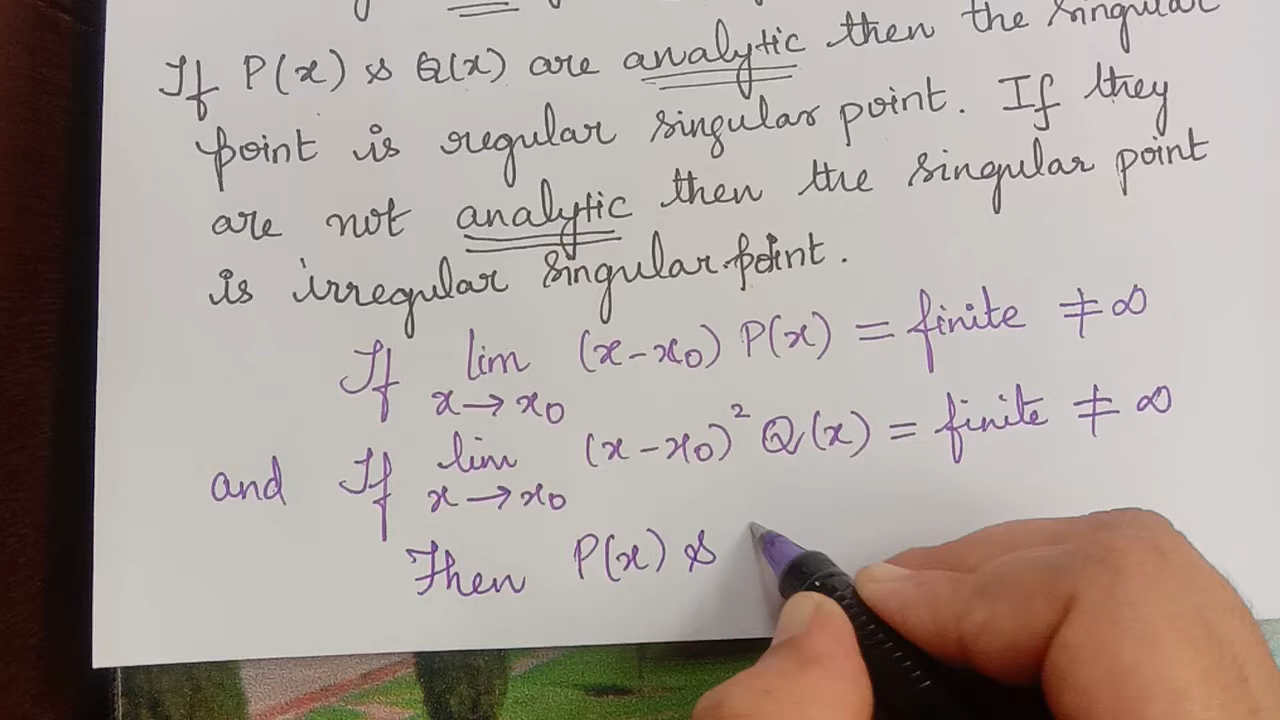 If P(x) & Q(x) are analytic then the singular
point is regular singular point. If they
are not analytic then the singular point
is irregular singular point.
If lim x→x₀ (x-x₀) P(x) = finite ≠ ∞
and If lim x→x₀ (x-x₀)² Q(x) = finite ≠ ∞
Then P(x) &